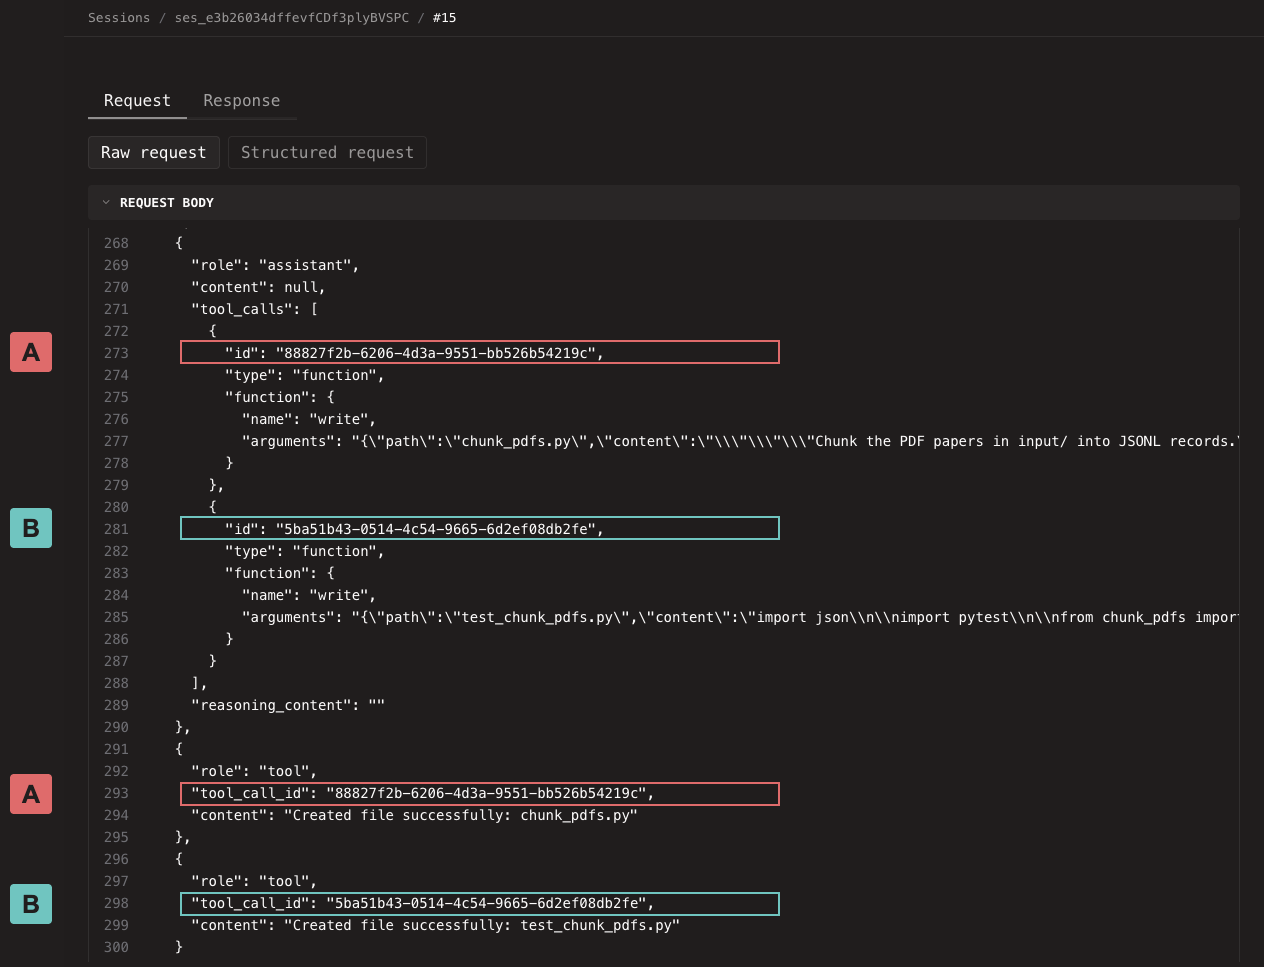 Sessions / ses_e3b26034dffevfCDf3plyBVSPC / #15
Request Response
Raw request Structured request
REQUEST BODY
268 {
269 "role": "assistant",
270 "content": null,
271 "tool_calls": [
272 {
A 273 "id": "88827f2b-6206-4d3a-9551-bb526b54219c",
274 "type": "function",
275 "function": {
276 "name": "write",
277 "arguments": "{\"path\":\"chunk_pdfs.py\",\"content\":\"\\\"\\\"\\\"Chunk the PDF papers in input/ into JSONL records.\
278 }
279 },
280 {
B 281 "id": "5ba51b43-0514-4c54-9665-6d2ef08db2fe",
282 "type": "function",
283 "function": {
284 "name": "write",
285 "arguments": "{\"path\":\"test_chunk_pdfs.py\",\"content\":\"import json\\n\\nimport pytest\\n\\nfrom chunk_pdfs impor
286 }
287 }
288 ],
289 "reasoning_content": ""
290 },
291 {
292 "role": "tool",
A 293 "tool_call_id": "88827f2b-6206-4d3a-9551-bb526b54219c",
294 "content": "Created file successfully: chunk_pdfs.py"
295 },
296 {
297 "role": "tool",
B 298 "tool_call_id": "5ba51b43-0514-4c54-9665-6d2ef08db2fe",
299 "content": "Created file successfully: test_chunk_pdfs.py"
300 }